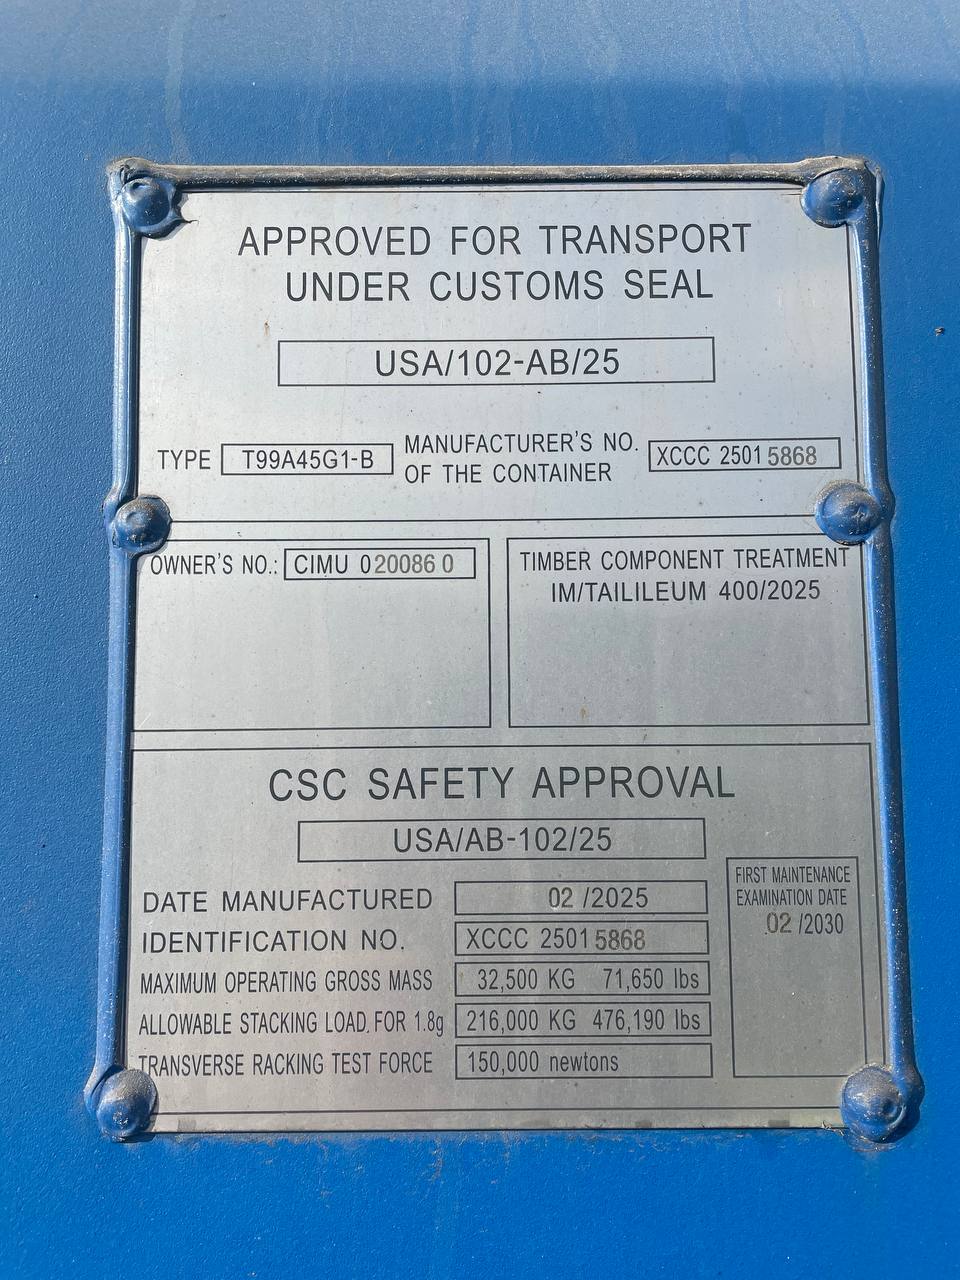 APPROVED FOR TRANSPORT
UNDER CUSTOMS SEAL
USA/102-AB/25
TYPE T99A45G1-B MANUFACTURER'S NO. OF THE CONTAINER XCCC 25015868
OWNER'S NO.: CIMU 020086 0
TIMBER COMPONENT TREATMENT
IM/TAILILEUM 400/2025
CSC SAFETY APPROVAL
USA/AB-102/25
DATE MANUFACTURED 02 /2025
IDENTIFICATION NO. XCCC 25015868
MAXIMUM OPERATING GROSS MASS 32,500 KG 71,650 lbs
ALLOWABLE STACKING LOAD. FOR 1.8g 216,000 KG 476,190 lbs
TRANSVERSE RACKING TEST FORCE 150,000 newtons
FIRST MAINTENANCE
EXAMINATION DATE
02 /2030